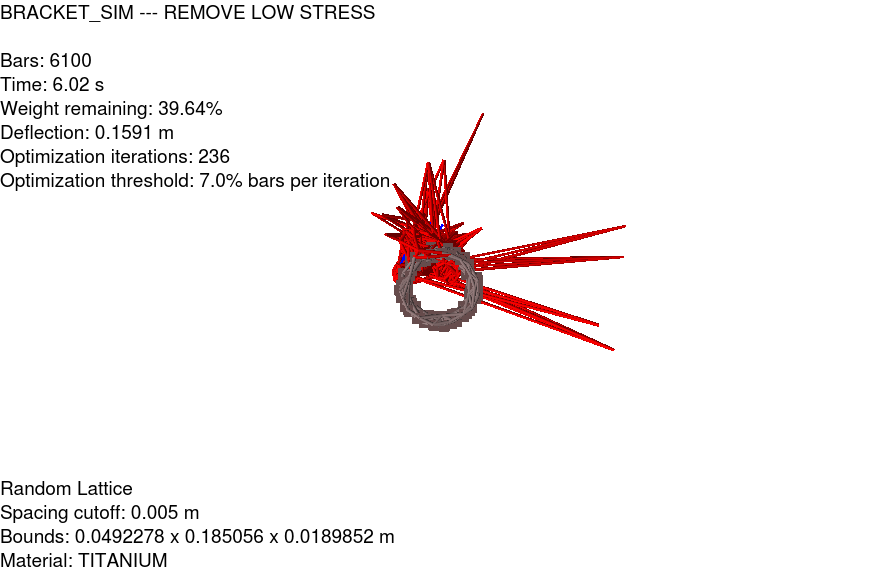 BRACKET_SIM --- REMOVE LOW STRESS
Bars: 6100
Time: 6.02 s
Weight remaining: 39.64%
Deflection: 0.1591 m
Optimization iterations: 236
Optimization threshold: 7.0% bars per iteration
Random Lattice
Spacing cutoff: 0.005 m
Bounds: 0.0492278 x 0.185056 x 0.0189852 m
Material: TITANIUM